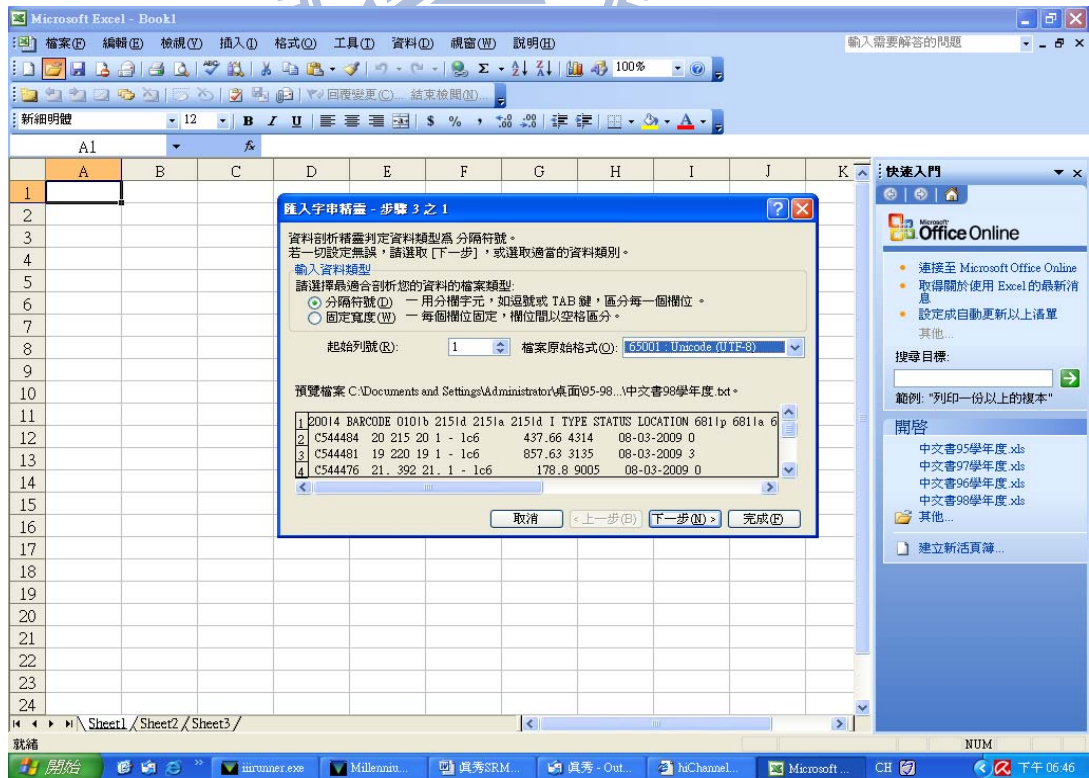 Microsoft Excel - Book1
檔案(F) 編輯(E) 檢視(V) 插入(I) 格式(O) 工具(T) 資料(D) 視窗(W) 說明(H) 輸入需要解答的問題
100%
回覆變更(C)... 結束檢閱(N)...
新細明體 12 B I U $ % ,
A1 fx
A B C D E F G H I J K
1
2
3
4
5
6
7
8
9
10
11
12
13
14
15
16
17
18
19
20
21
22
23
24
匯入字串精靈 - 步驟 3 之 1
資料剖析精靈判定資料類型為 分隔符號。
若一切設定無誤,請選取 [下一步],或選取適當的資料類別。
輸入資料類型
請選擇最適合剖析您的資料的檔案類型:
分隔符號(D) — 用分欄字元,如逗號或 TAB 鍵,區分每一個欄位。
固定寬度(W) — 每個欄位固定,欄位間以空格區分。
起始列號(R): 1 檔案原始格式(O): 65001 : Unicode (UTF-8)
預覽檔案 C:\Documents and Settings\Administrator\桌面\95-98...\中文書98學年度.txt。
1 20014 BARCODE 0101b 2151d 2151a 2151d I TYPE STATUS LOCATION 6811p 6811a 6
2 C544484 20 215 20 1 - 1c6 437.66 4314 08-03-2009 0
3 C544481 19 220 19 1 - 1c6 857.63 3135 08-03-2009 3
4 C544476 21. 392 21. 1 - 1c6 178.8 9005 08-03-2009 0
取消 <上一步(B) 下一步(N) > 完成(F)
快速入門
Microsoft Office Online
連接至 Microsoft Office Online
取得關於使用 Excel 的最新消息
設定成自動更新以上清單
其他...
搜尋目標:
範例: "列印一份以上的複本"
開啓
中文書95學年度.xls
中文書97學年度.xls
中文書96學年度.xls
中文書98學年度.xls
其他...
建立新活頁簿...
Sheet1 / Sheet2 / Sheet3
就緒 NUM
開始 iiirunner.exe Millenniu... 真秀SRM... 真秀 - Out... hiChannel... Microsoft ... CH 下午 06:46